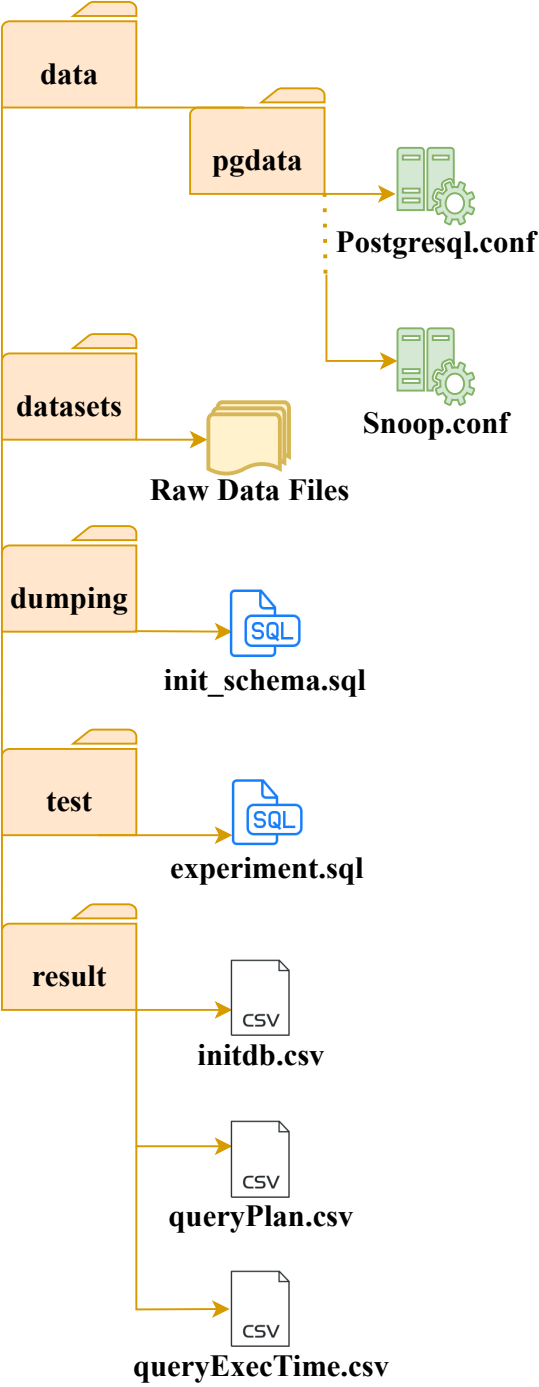 data
pgdata
Postgresql.conf
Snoop.conf
datasets
Raw Data Files
dumping
SQL
init_schema.sql
test
SQL
experiment.sql
result
CSV
initdb.csv
CSV
queryPlan.csv
CSV
queryExecTime.csv